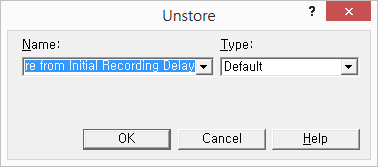 Unstore
?
Name: Type:
re from Initial Recording Delay Default
OK Cancel Help